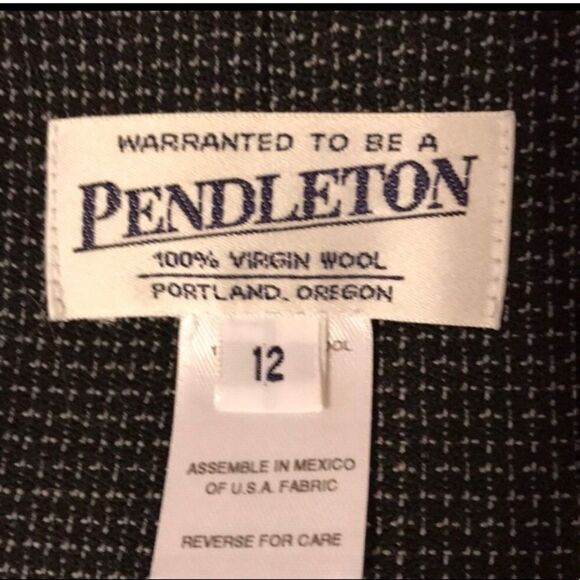 WARRANTED TO BE A
PENDLETON
100% VIRGIN WOOL
PORTLAND, OREGON
12
ASSEMBLE IN MEXICO
OF U.S.A. FABRIC
REVERSE FOR CARE